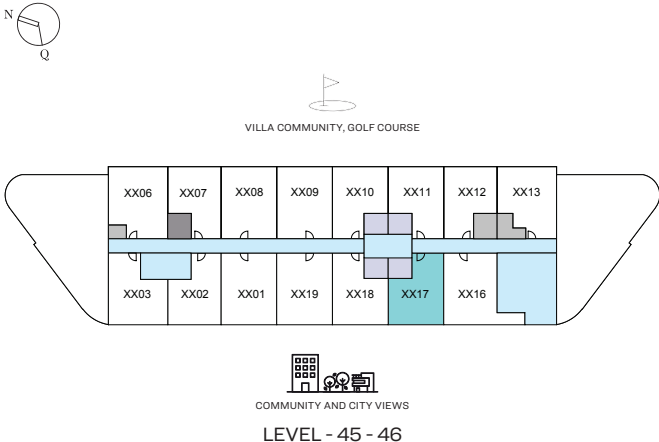 N
Q
VILLA COMMUNITY, GOLF COURSE
XX06 XX07 XX08 XX09 XX10 XX11 XX12 XX13
XX03 XX02 XX01 XX19 XX18 XX17 XX16
COMMUNITY AND CITY VIEWS
LEVEL - 45 - 46